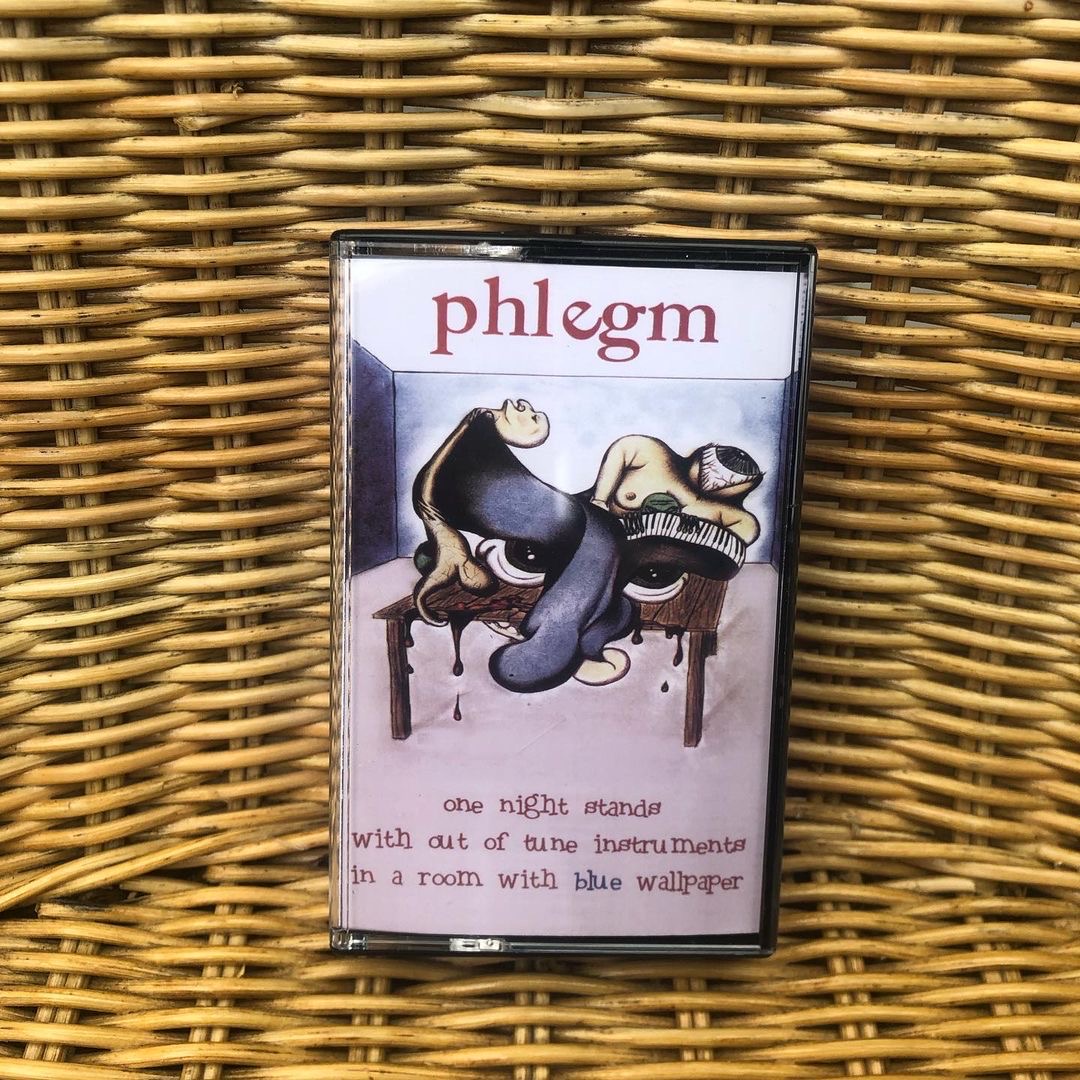 phlegm
one night stands
with out of tune instruments
in a room with blue wallpaper